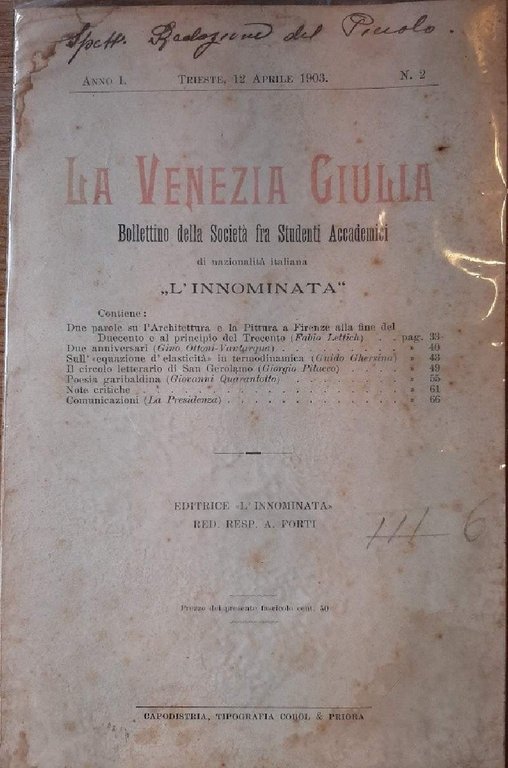 Spett. Redazione del Piccolo.
ANNO I. TRIESTE, 12 APRILE 1903. N. 2
LA VENEZIA GIULIA
Bollettino della Società fra Studenti Accademici
di nazionalità italiana
„L'INNOMINATA“
Contiene:
Due parole su l'Architettura e la Pittura a Firenze alla fine del
Duecento e al principio del Trecento (Fabio Lettich) . . pag. 33
Due anniversari (Gino Ottoni-Vantgrqua) . . . . . . . » 40
Sull' «equazione d'elasticità» in termodinamica (Guido Ghersina) . » 43
Il circolo letterario di San Gerolamo (Giorgio Pitacco) . . . . » 49
Poesia garibaldina (Giovanni Quarantotto) . . . . . . . » 55
Note critiche . . . . . . . . . . . . . . . » 61
Comunicazioni (La Presidenza) . . . . . . . . . . » 66
EDITRICE «L'INNOMINATA»
RED. RESP. A. FORTI
III 6
Prezzo del presente fascicolo cent. 50
CAPODISTRIA, TIPOGRAFIA COBOL & PRIORA